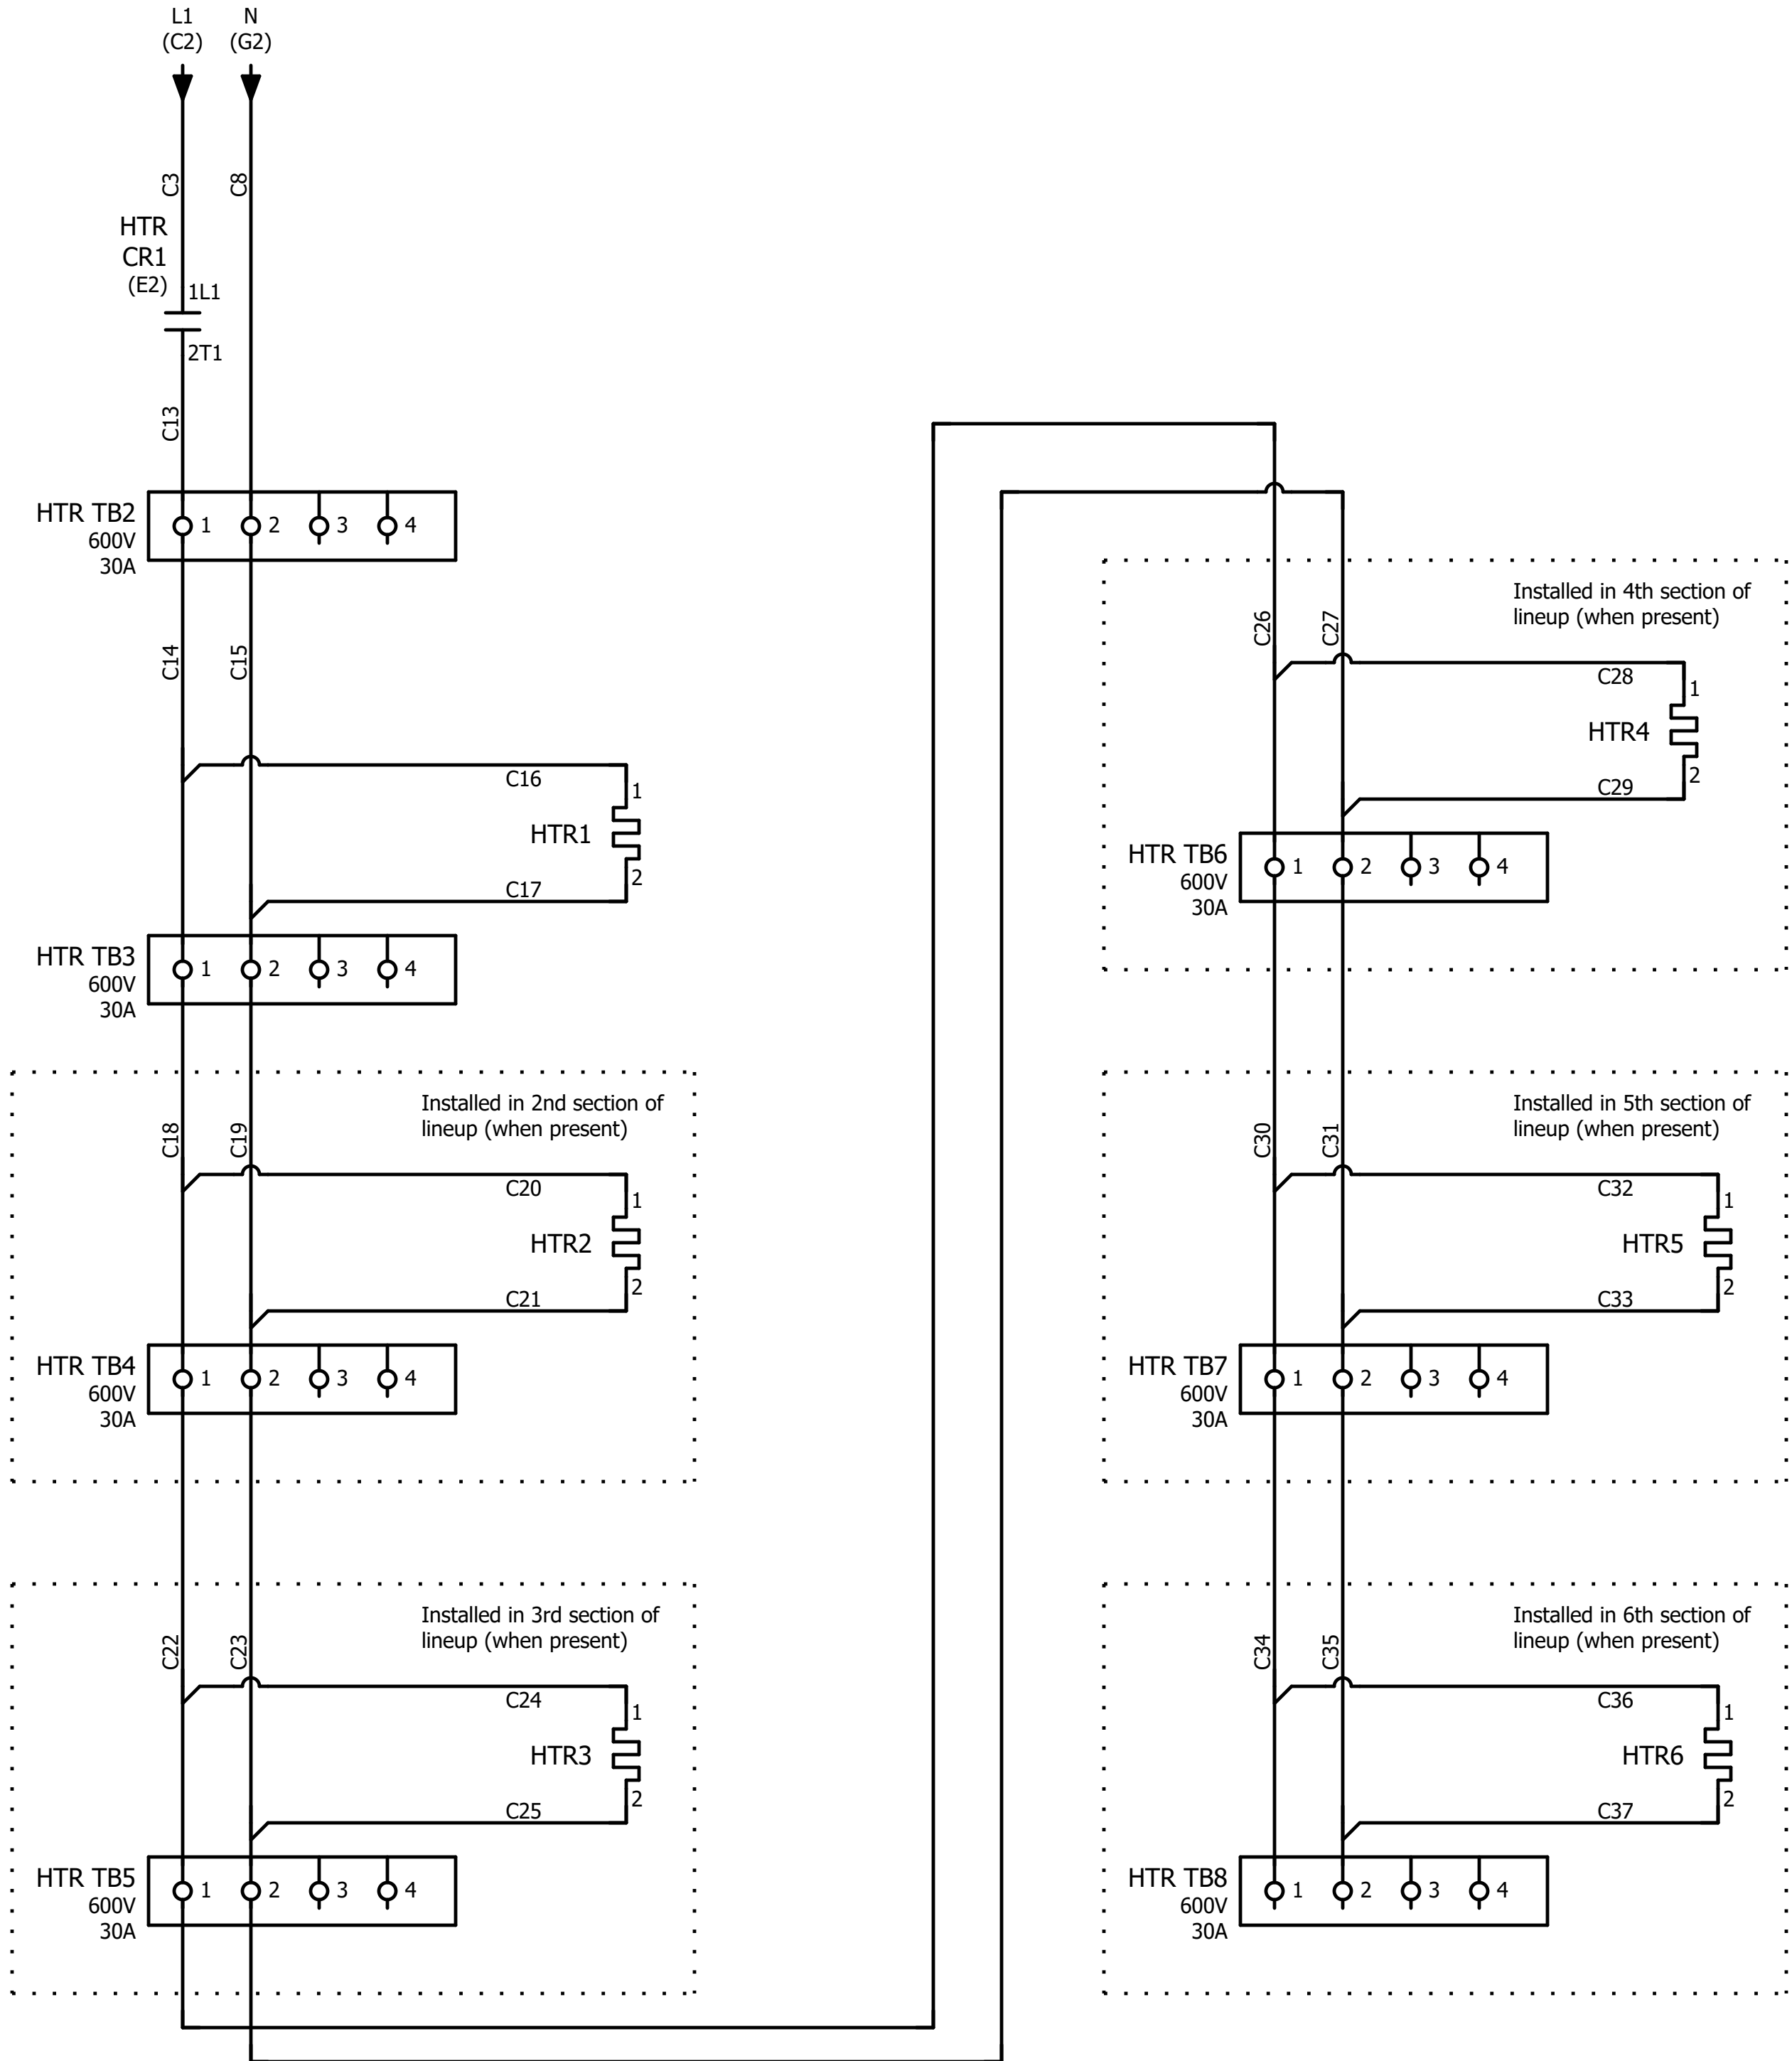 L1
(C2)
N
(G2)
C3
C8
HTR
CR1
(E2)
1L1
2T1
C13
HTR TB2
600V
30A
1
2
3
4
C14
C15
C16
1
HTR1
2
C17
HTR TB3
600V
30A
1
2
3
4
Installed in 2nd section of
lineup (when present)
C18
C19
C20
1
HTR2
2
C21
HTR TB4
600V
30A
1
2
3
4
Installed in 3rd section of
lineup (when present)
C22
C23
C24
1
HTR3
2
C25
HTR TB5
600V
30A
1
2
3
4
Installed in 4th section of
lineup (when present)
C26
C27
C28
1
HTR4
2
C29
HTR TB6
600V
30A
1
2
3
4
Installed in 5th section of
lineup (when present)
C30
C31
C32
1
HTR5
2
C33
HTR TB7
600V
30A
1
2
3
4
Installed in 6th section of
lineup (when present)
C34
C35
C36
1
HTR6
2
C37
HTR TB8
600V
30A
1
2
3
4